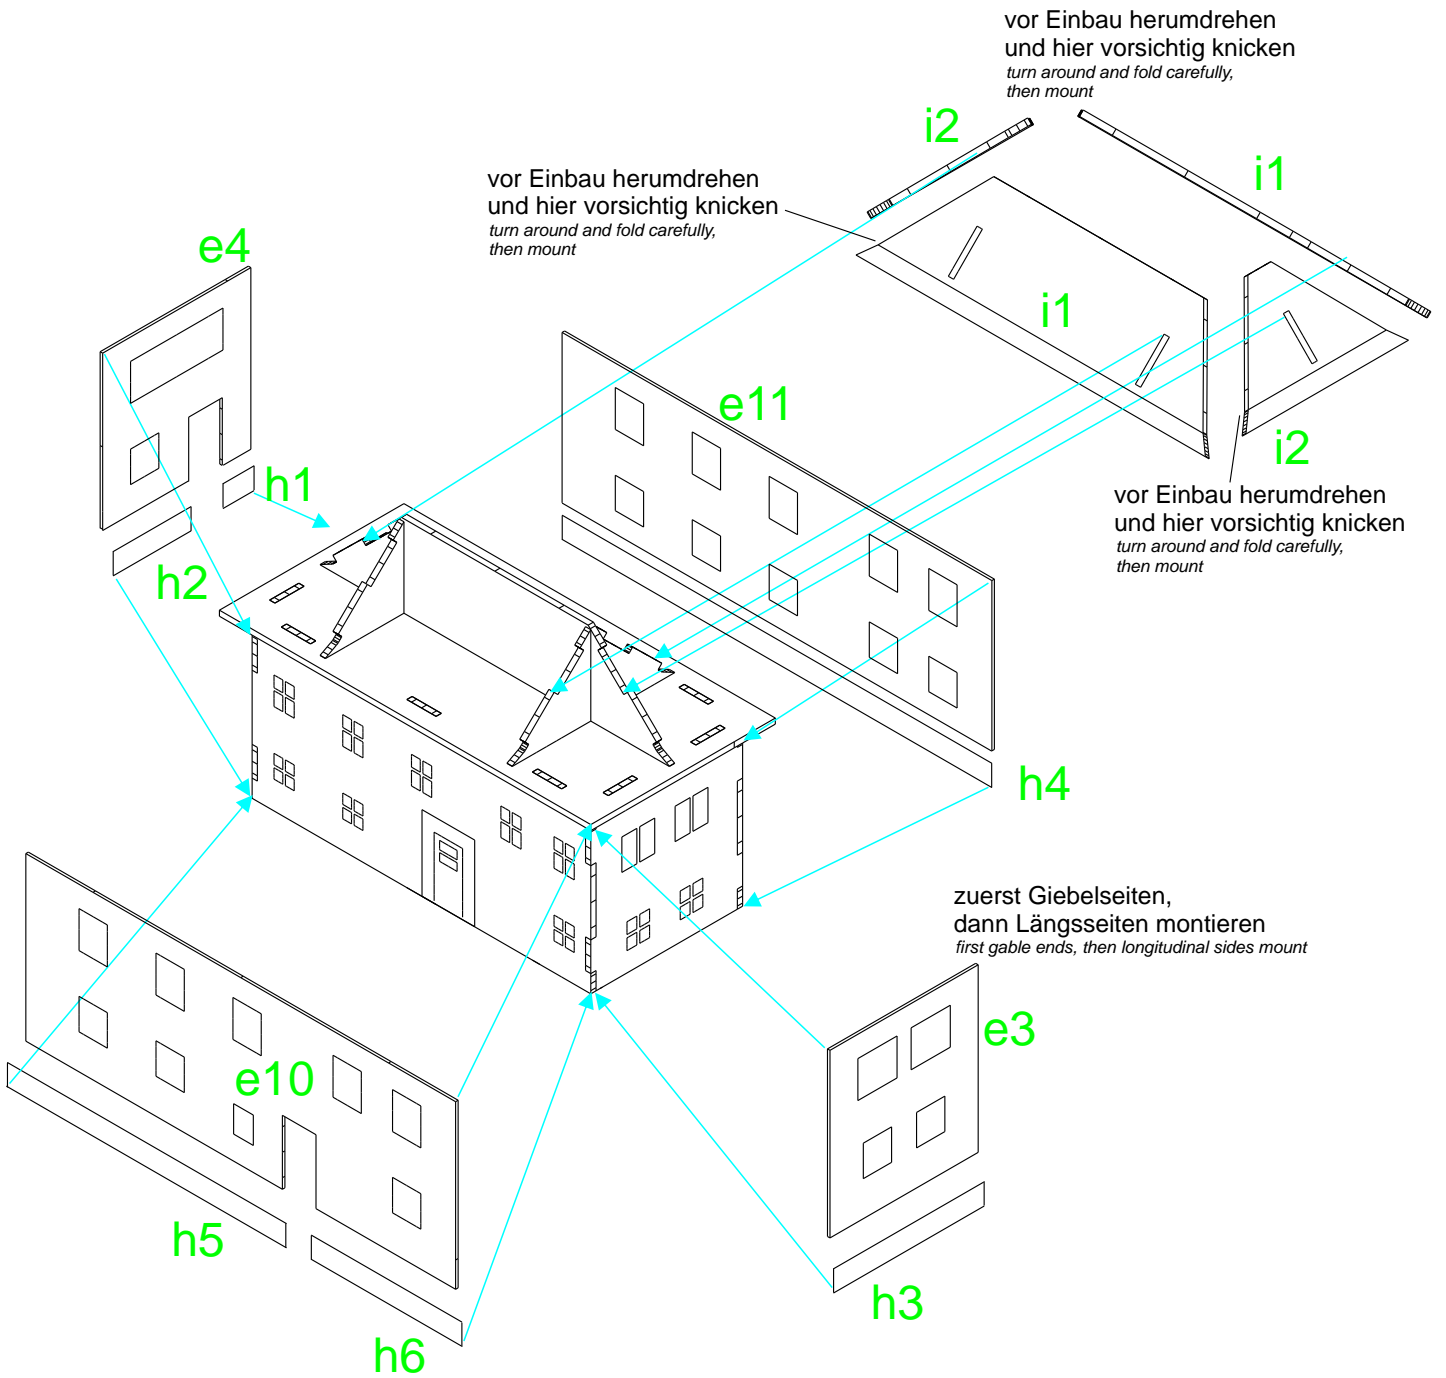 vor Einbau herumdrehen
und hier vorsichtig knicken
turn around and fold carefully,
then mount
i2
i1
vor Einbau herumdrehen
und hier vorsichtig knicken
turn around and fold carefully,
then mount
e4
i1
e11
i2
h1
vor Einbau herumdrehen
und hier vorsichtig knicken
turn around and fold carefully,
then mount
h2
h4
zuerst Giebelseiten,
dann Längsseiten montieren
first gable ends, then longitudinal sides mount
e3
e10
h5
h3
h6